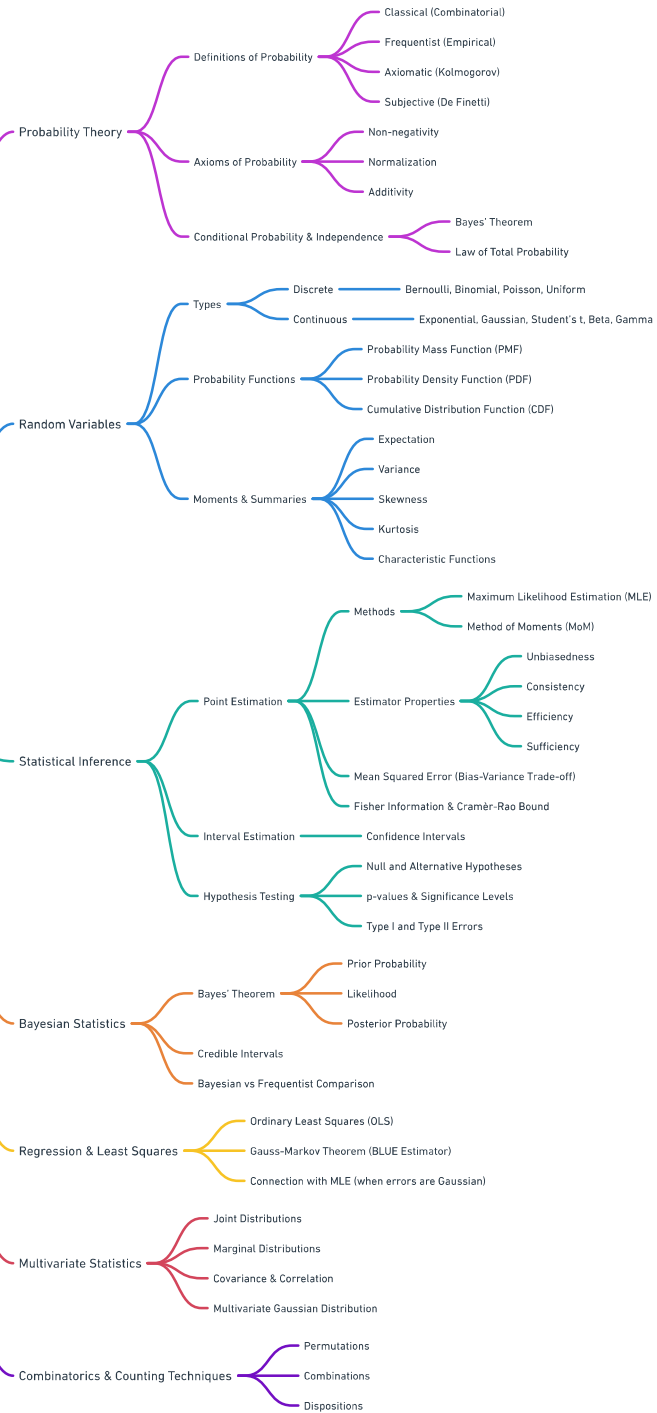 Probability Theory
Definitions of Probability
Classical (Combinatorial)
Frequentist (Empirical)
Axiomatic (Kolmogorov)
Subjective (De Finetti)
Axioms of Probability
Non-negativity
Normalization
Additivity
Conditional Probability & Independence
Bayes' Theorem
Law of Total Probability
Random Variables
Types
Discrete
Bernoulli, Binomial, Poisson, Uniform
Continuous
Exponential, Gaussian, Student's t, Beta, Gamma
Probability Functions
Probability Mass Function (PMF)
Probability Density Function (PDF)
Cumulative Distribution Function (CDF)
Moments & Summaries
Expectation
Variance
Skewness
Kurtosis
Characteristic Functions
Statistical Inference
Point Estimation
Methods
Maximum Likelihood Estimation (MLE)
Method of Moments (MoM)
Estimator Properties
Unbiasedness
Consistency
Efficiency
Sufficiency
Mean Squared Error (Bias-Variance Trade-off)
Fisher Information & Cramèr-Rao Bound
Interval Estimation
Confidence Intervals
Hypothesis Testing
Null and Alternative Hypotheses
p-values & Significance Levels
Type I and Type II Errors
Bayesian Statistics
Bayes' Theorem
Prior Probability
Likelihood
Posterior Probability
Credible Intervals
Bayesian vs Frequentist Comparison
Regression & Least Squares
Ordinary Least Squares (OLS)
Gauss-Markov Theorem (BLUE Estimator)
Connection with MLE (when errors are Gaussian)
Multivariate Statistics
Joint Distributions
Marginal Distributions
Covariance & Correlation
Multivariate Gaussian Distribution
Combinatorics & Counting Techniques
Permutations
Combinations
Dispositions